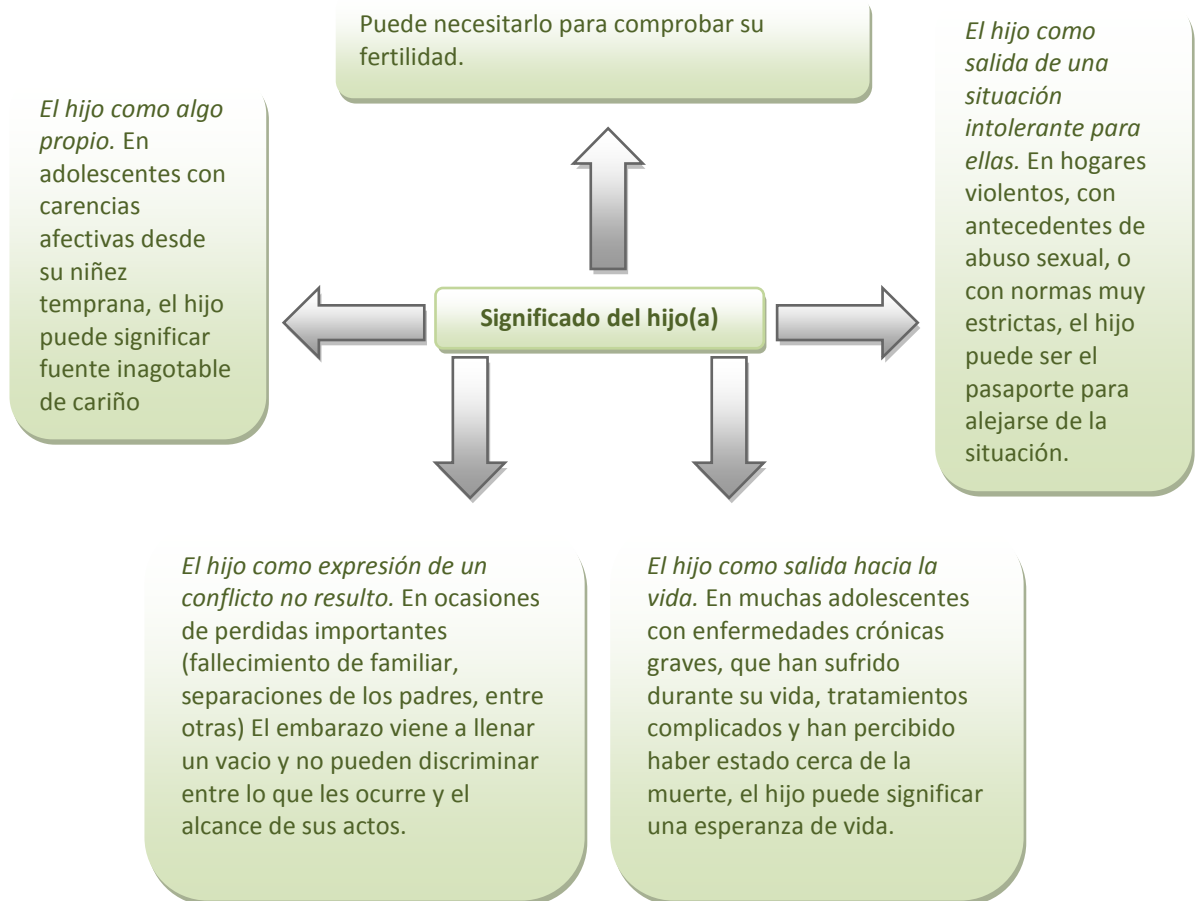 Puede necesitarlo para comprobar su
fertilidad.
El hijo como algo
propio. En
adolescentes con
carencias
afectivas desde
su niñez
temprana, el hijo
puede significar
fuente inagotable
de cariño
El hijo como
salida de una
situación
intolerante para
ellas. En hogares
violentos, con
antecedentes de
abuso sexual, o
con normas muy
estrictas, el hijo
puede ser el
pasaporte para
alejarse de la
situación.
Significado del hijo(a)
El hijo como expresión de un
conflicto no resulto. En ocasiones
de perdidas importantes
(fallecimiento de familiar,
separaciones de los padres, entre
otras) El embarazo viene a llenar
un vacio y no pueden discriminar
entre lo que les ocurre y el
alcance de sus actos.
El hijo como salida hacia la
vida. En muchas adolescentes
con enfermedades crónicas
graves, que han sufrido
durante su vida, tratamientos
complicados y han percibido
haber estado cerca de la
muerte, el hijo puede significar
una esperanza de vida.